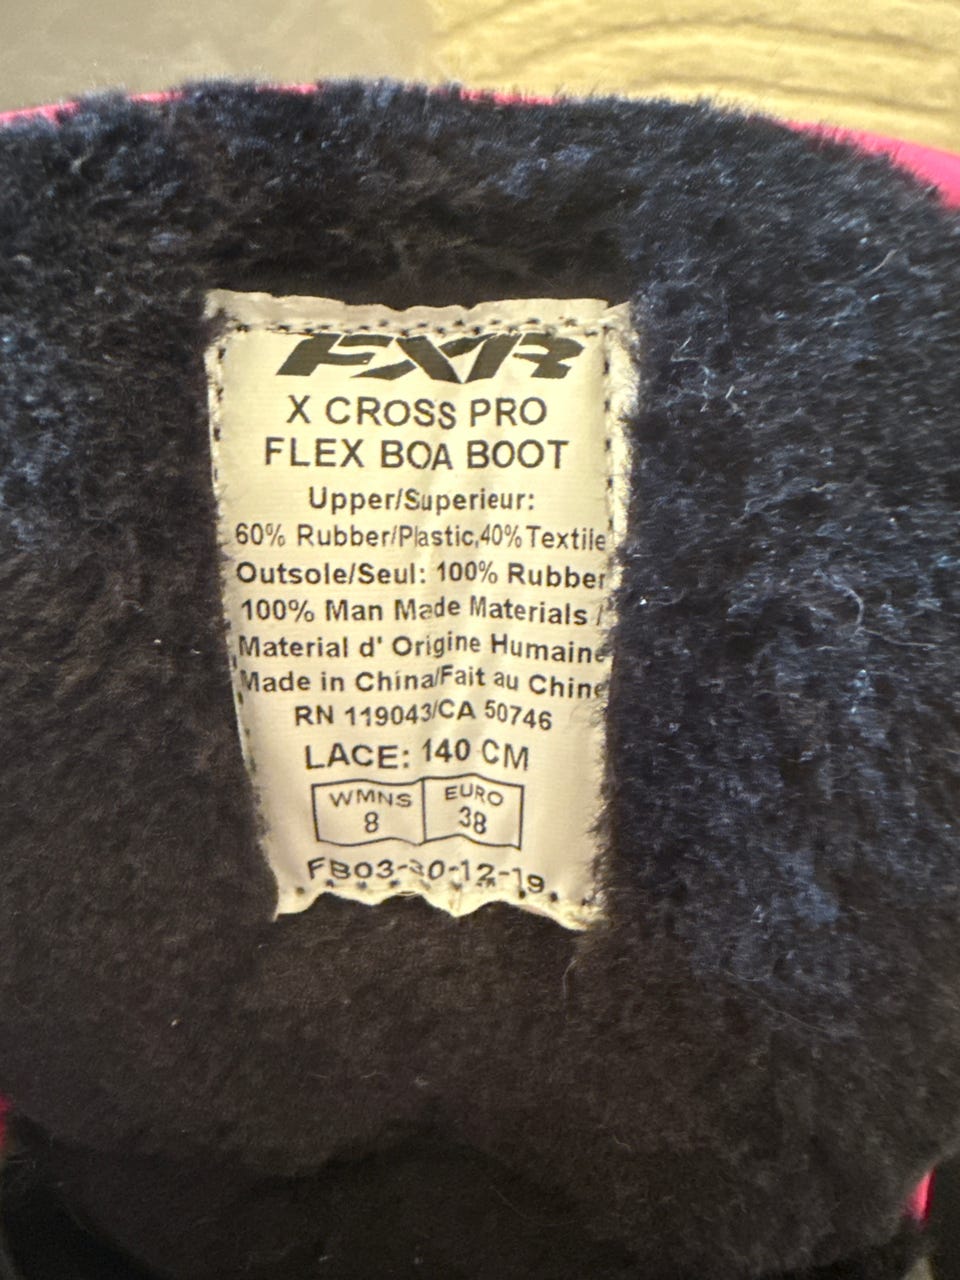 FXR
X CROSS PRO
FLEX BOA BOOT
Upper/Superieur:
60% Rubber/Plastic,40% Textile
Outsole/Seul: 100% Rubber
100% Man Made Materials /
Material d' Origine Humaine
Made in China/Fait au Chine
RN 119043/CA 50746
LACE: 140 CM
WMNS EURO
8 38
FB03-30-12-19